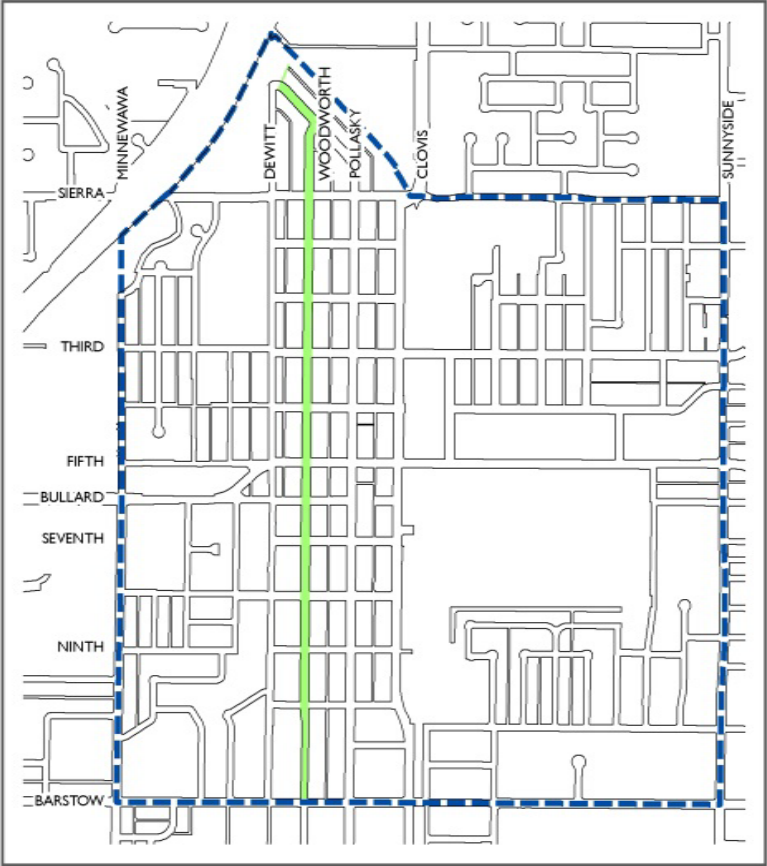 MINNEWAWA
DEWITT
WOODWORTH
POLLASKY
CLOVIS
SUNNYSIDE
SIERRA
THIRD
FIFTH
BULLARD
SEVENTH
NINTH
BARSTOW